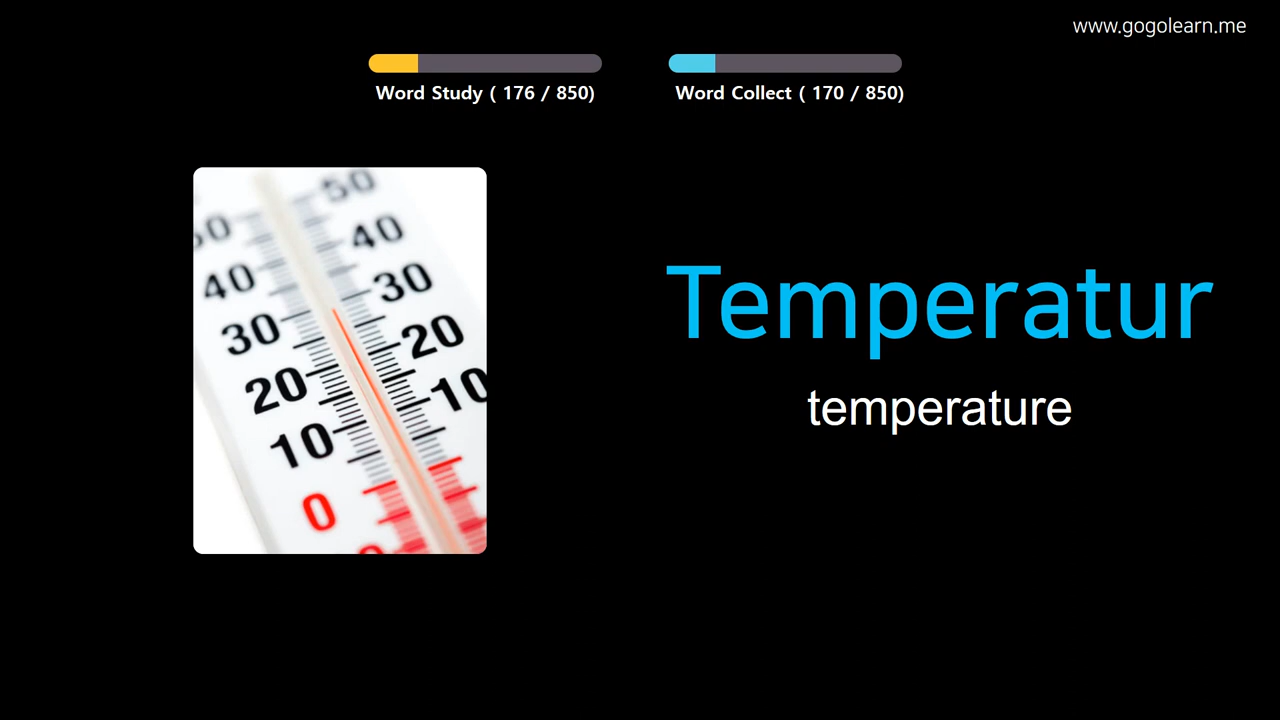 www.gogolearn.me
Word Study ( 176 / 850)
Word Collect ( 170 / 850)
50
50
40
40
30
30
20
20
10
10
0
Temperatur
temperature